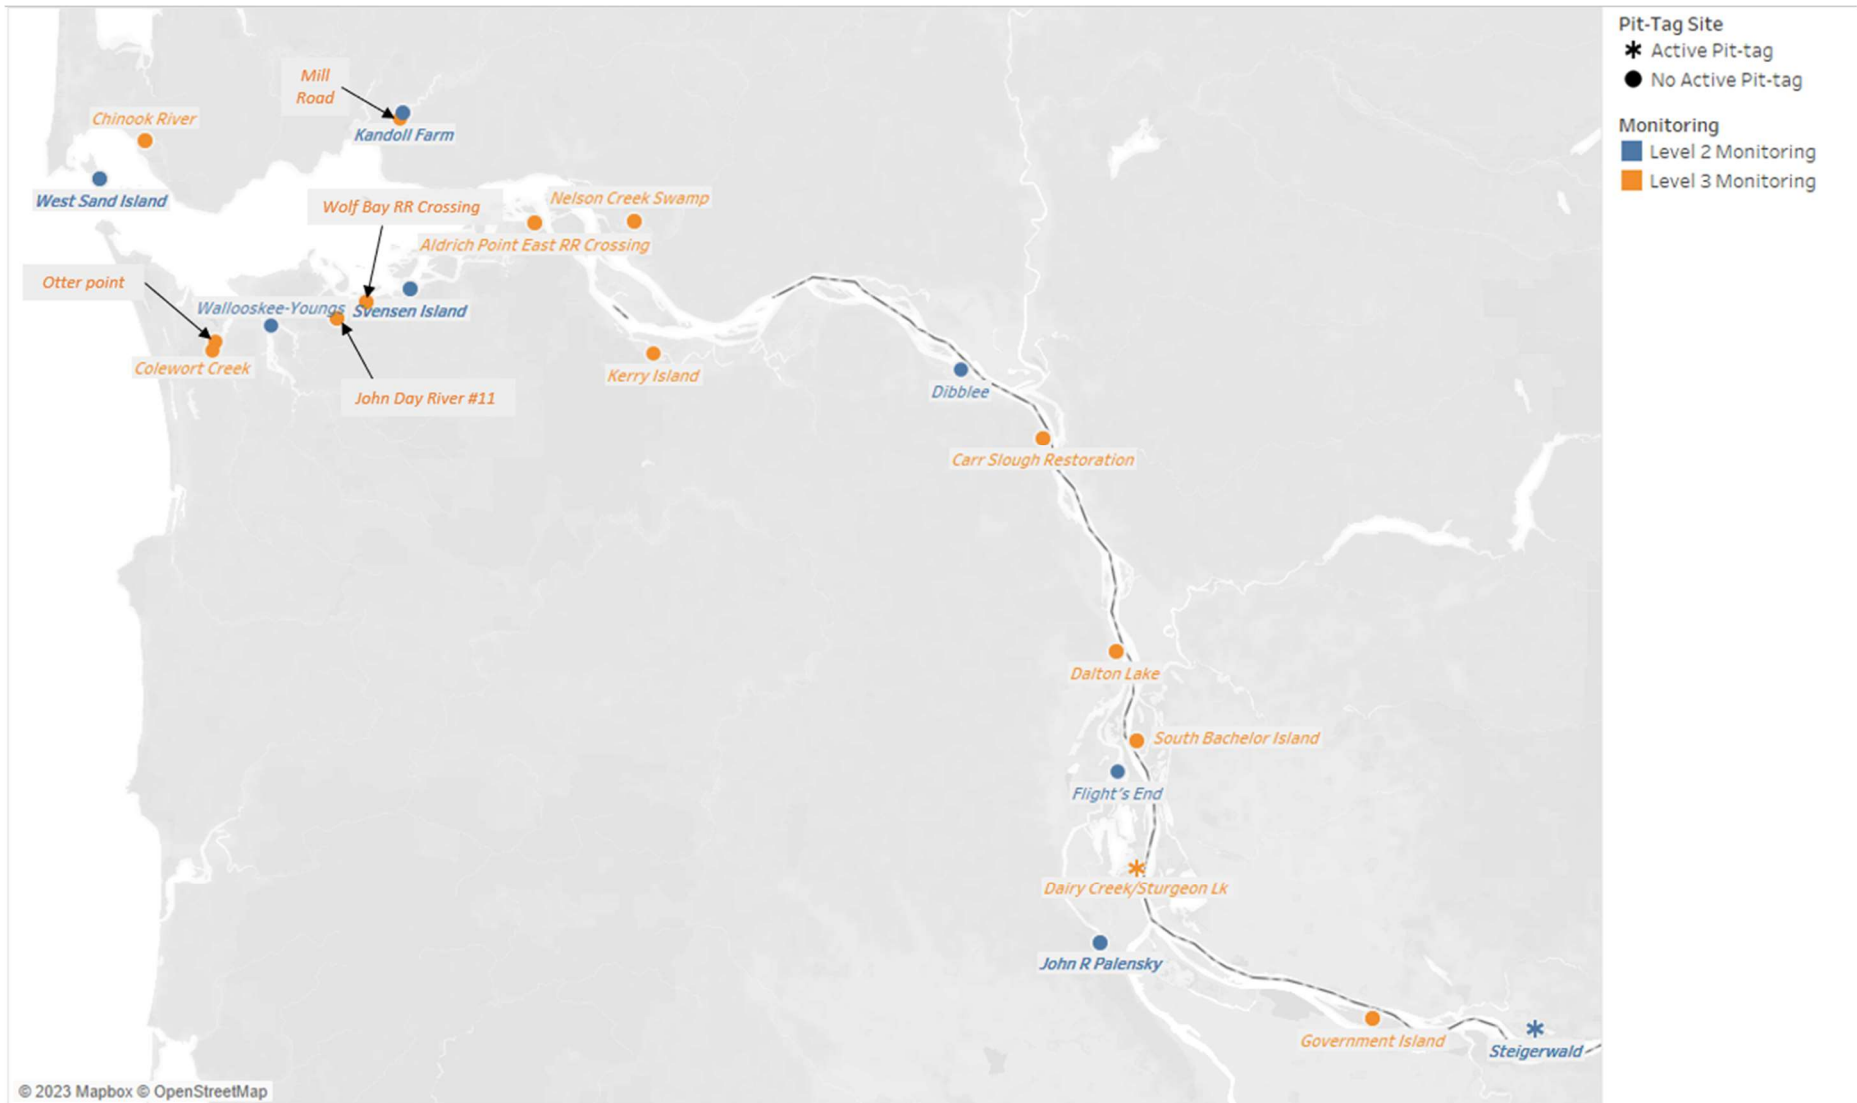 Pit-Tag Site
Active Pit-tag
No Active Pit-tag
Monitoring
Level 2 Monitoring
Level 3 Monitoring
Mill
Road
Chinook River
Kandoll Farm
West Sand Island
Wolf Bay RR Crossing
Nelson Creek Swamp
Aldrich Point East RR Crossing
Otter point
Wallooskee-Youngs
Svensen Island
Colewort Creek
Kerry Island
John Day River #11
Dibblee
Carr Slough Restoration
Dalton Lake
South Bachelor Island
Flight's End
Dairy Creek/Sturgeon Lk
John R Palensky
Government Island
Steigerwald
© 2023 Mapbox © OpenStreetMap